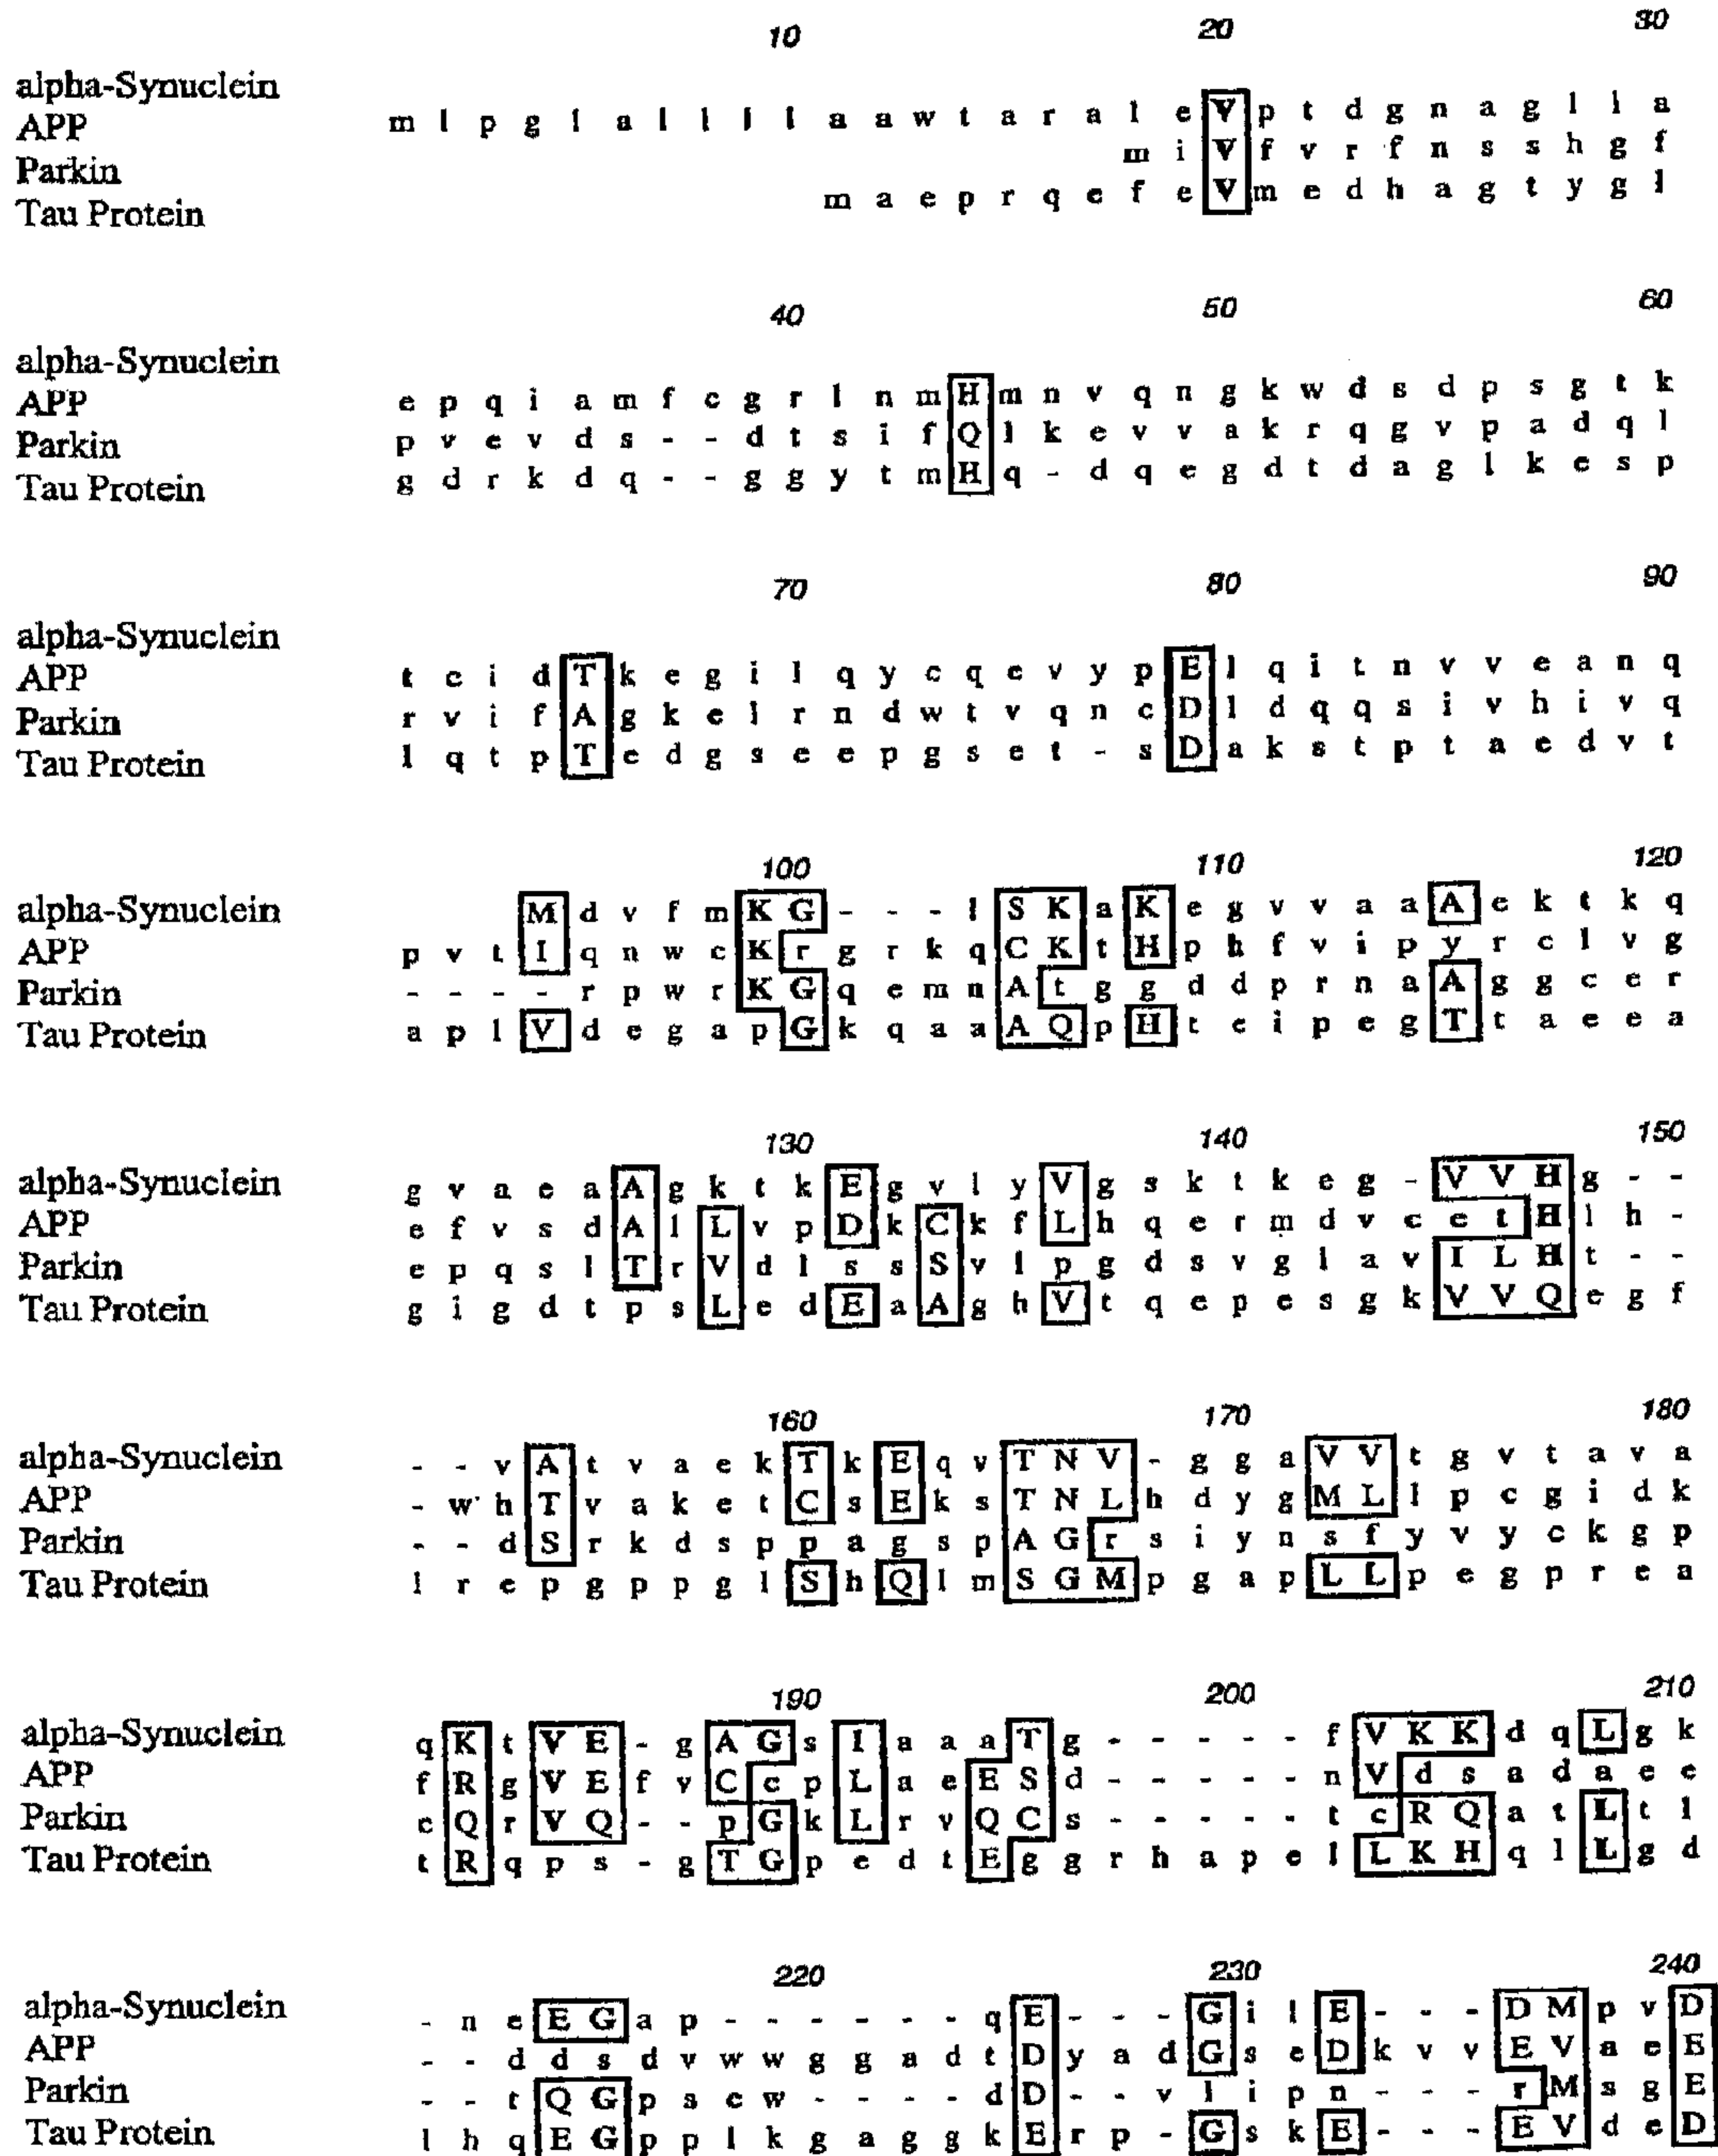 10 20 30
alpha-Synuclein
APP m l p g l a l l l l a a w t a r a l e V p t d g n a g l l a
Parkin m i V f v r f n s s h g f
Tau Protein m a e p r q e f e V m e d h a g t y g l
40 50 60
alpha-Synuclein
APP e p q i a m f c g r l n m H m n v q n g k w d s d p s g t k
Parkin p v e v d s - - d t s i f Q l k e v v a k r q g v p a d q l
Tau Protein g d r k d q - - g g y t m H q - d q e g d t d a g l k e s p
70 80 90
alpha-Synuclein
APP t c i d T k e g i l q y c q e v y p E l q i t n v v e a n q
Parkin r v i f A g k e l r n d w t v q n c D l d q q s i v h i v q
Tau Protein l q t p T e d g s e e p g s e t - s D a k s t p t a e d v t
100 110 120
alpha-Synuclein M d v f m K G - - - l S K a K e g v v a a A e k t k q
APP p v t I q n w c K r g r k q C K t H p h f v i p y r c l v g
Parkin - - - - r p w r K G q e m n A t g g d d p r n a A g g c e r
Tau Protein a p l V d e g a p G k q a a A Q p H t e i p e g T t a e e a
130 140 150
alpha-Synuclein g v a e a A g k t k E g v l y V g s k t k e g - V V H g - -
APP e f v s d A l L v p D k C k f L h q e r m d v c e t H l h -
Parkin e p q s l T r V d l s s S v l p g d s v g l a v I L H t - -
Tau Protein g i g d t p s L e d E a A g h V t q e p e s g k V V Q e g f
160 170 180
alpha-Synuclein - - v A t v a e k T k E q v T N V - g g a V V t g v t a v a
APP - w h T v a k e t C s E k s T N L h d y g M L l p c g i d k
Parkin - - d S r k d s p p a g s p A G r s i y n s f y v y c k g p
Tau Protein l r e p g p p g l S h Q l m S G M p g a p L L p e g p r e a
190 200 210
alpha-Synuclein q K t V E - g A G s I a a a T g - - - - - f V K K d q L g k
APP f R g V E f v C c p L a e E S d - - - - - n V d s a d a e e
Parkin e Q r V Q - - p G k L r v Q C s - - - - - t c R Q a t L t l
Tau Protein t R q p s - g T G p e d t E g g r h a p e l L K H q l L g d
220 230 240
alpha-Synuclein - n e E G a p - - - - - - q E - - - G i l E - - - D M p v D
APP - - d d s d v w w g g a d t D y a d G s e D k v v E V a e E
Parkin - - t Q G p s c w - - - - d D - - v l i p n - - - r M s g E
Tau Protein l h q E G p p l k g a g g k E r p - G s k E - - - E V d e D